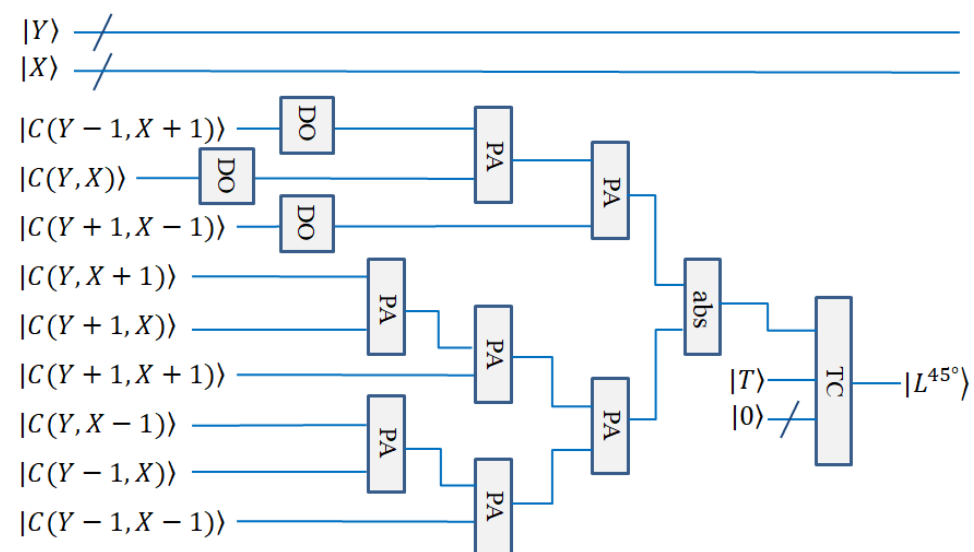 |Y⟩
|X⟩
|C(Y − 1, X + 1)⟩ DO PA
|C(Y, X)⟩ DO PA
|C(Y + 1, X − 1)⟩ DO
|C(Y, X + 1)⟩ PA abs
|C(Y + 1, X)⟩ PA
|C(Y + 1, X + 1)⟩ |T⟩ TC |L^{45°}⟩
|C(Y, X − 1)⟩ PA PA |0⟩
|C(Y − 1, X)⟩
|C(Y − 1, X − 1)⟩ PA